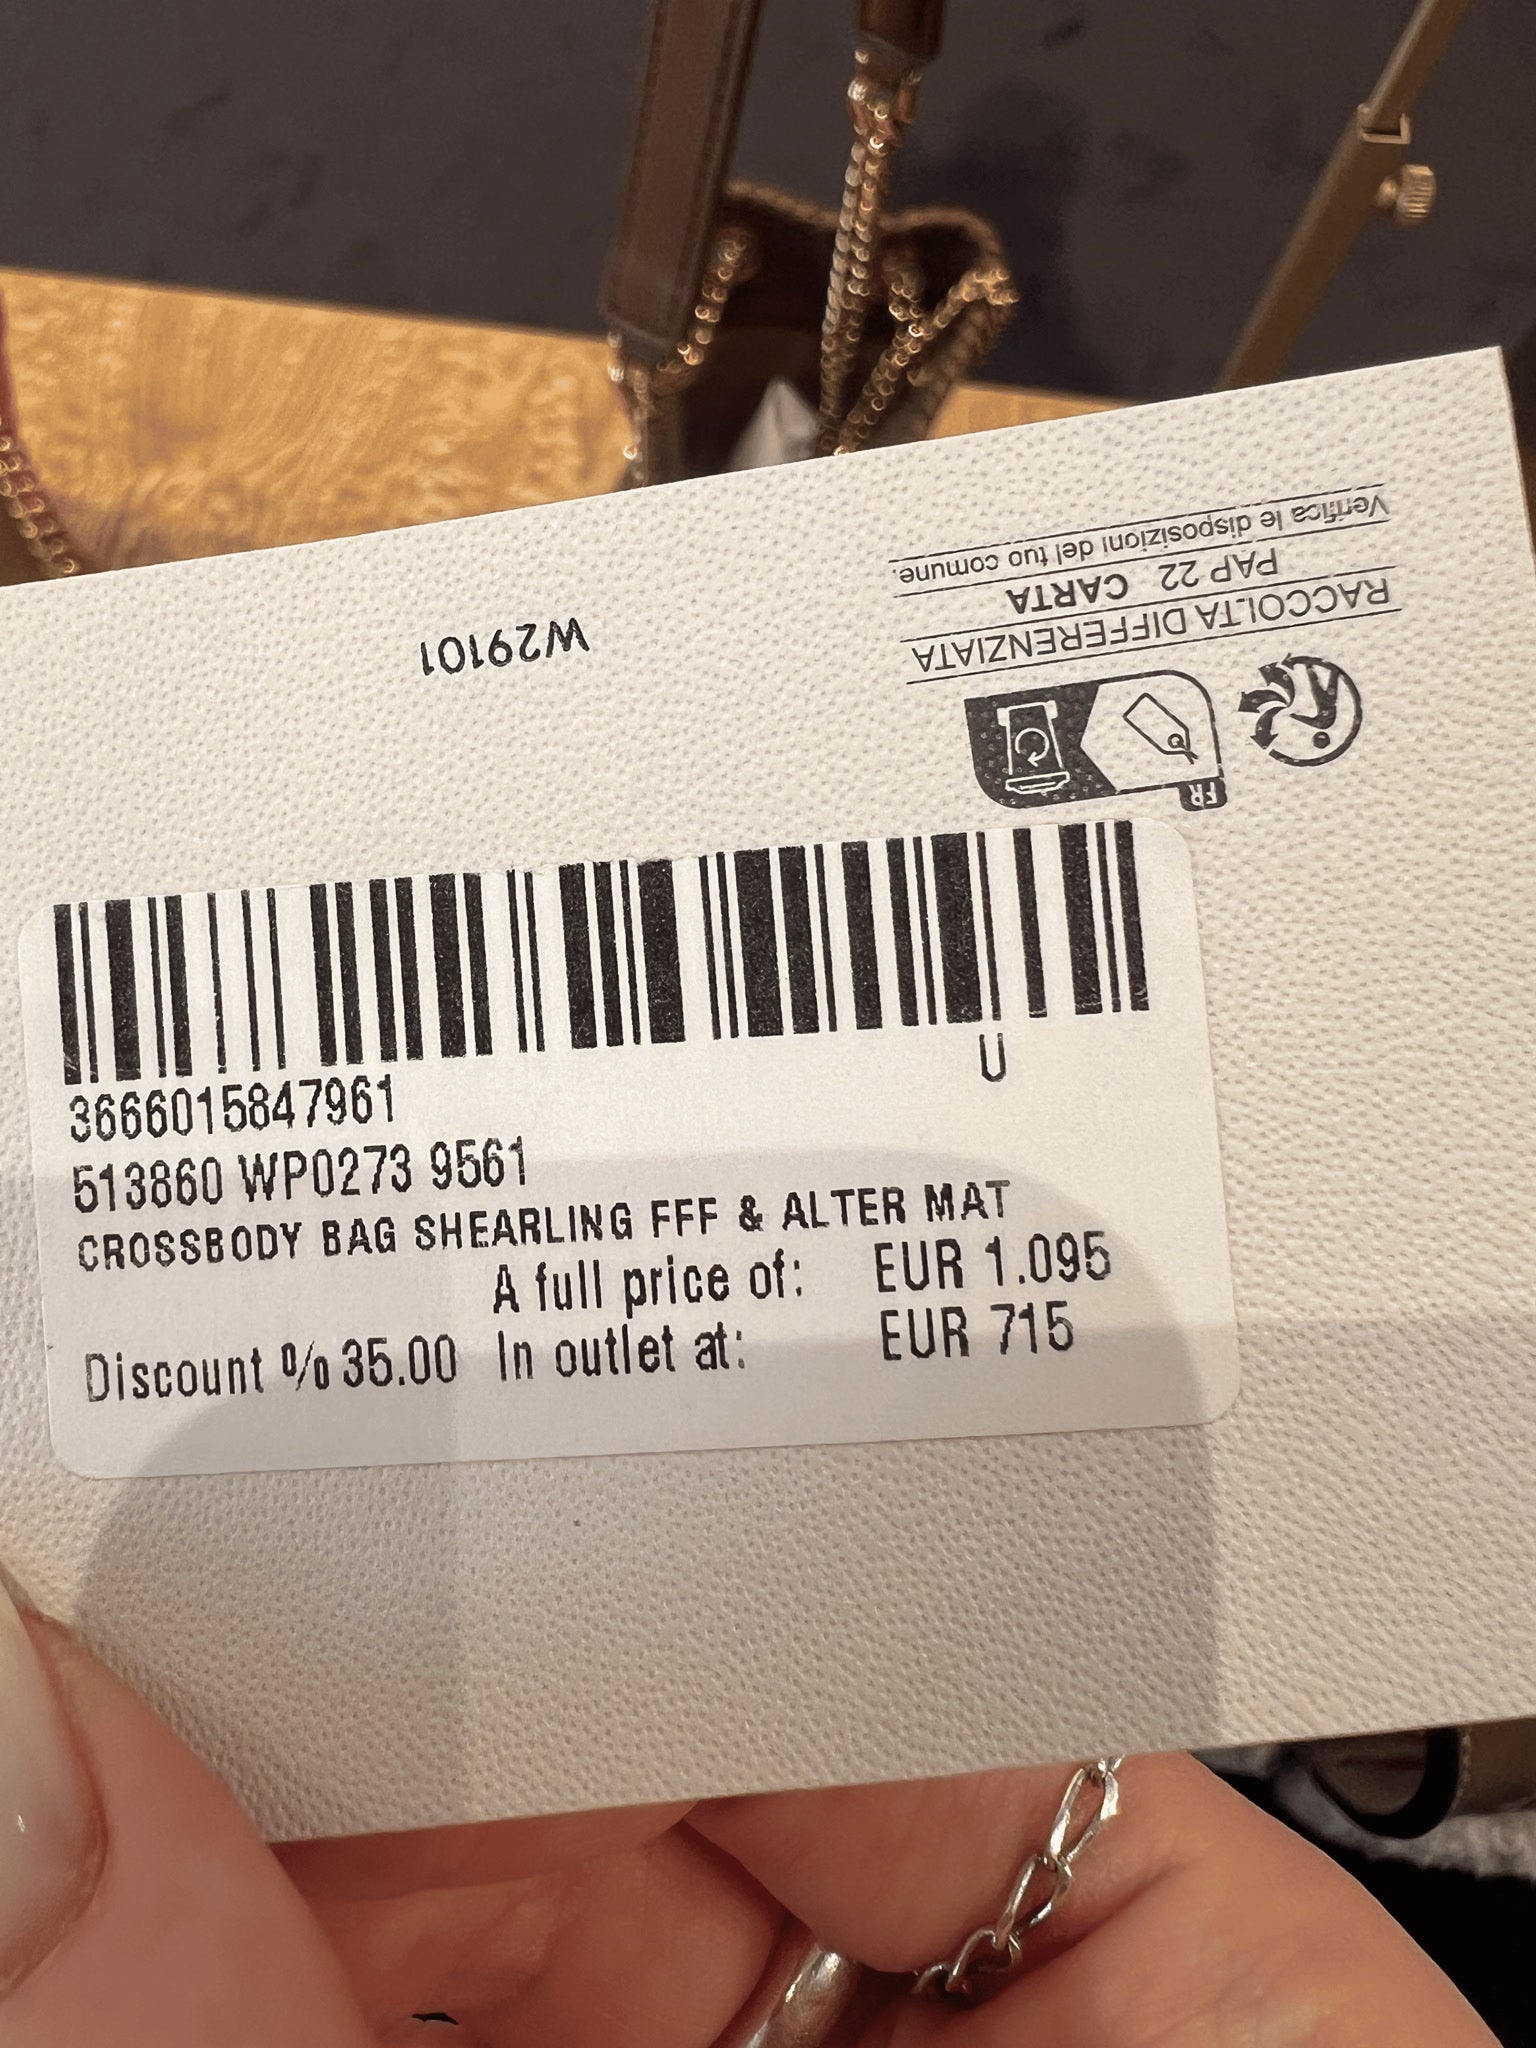 W29101
Verifica le disposizioni del tuo comune.
PAP 22 CARTA
RACCOLTA DIFFERENZIATA
FR
U
3666015847961
513860 WP0273 9561
CROSSBODY BAG SHEARLING FFF & ALTER MAT
A full price of: EUR 1.095
Discount % 35.00 In outlet at: EUR 715